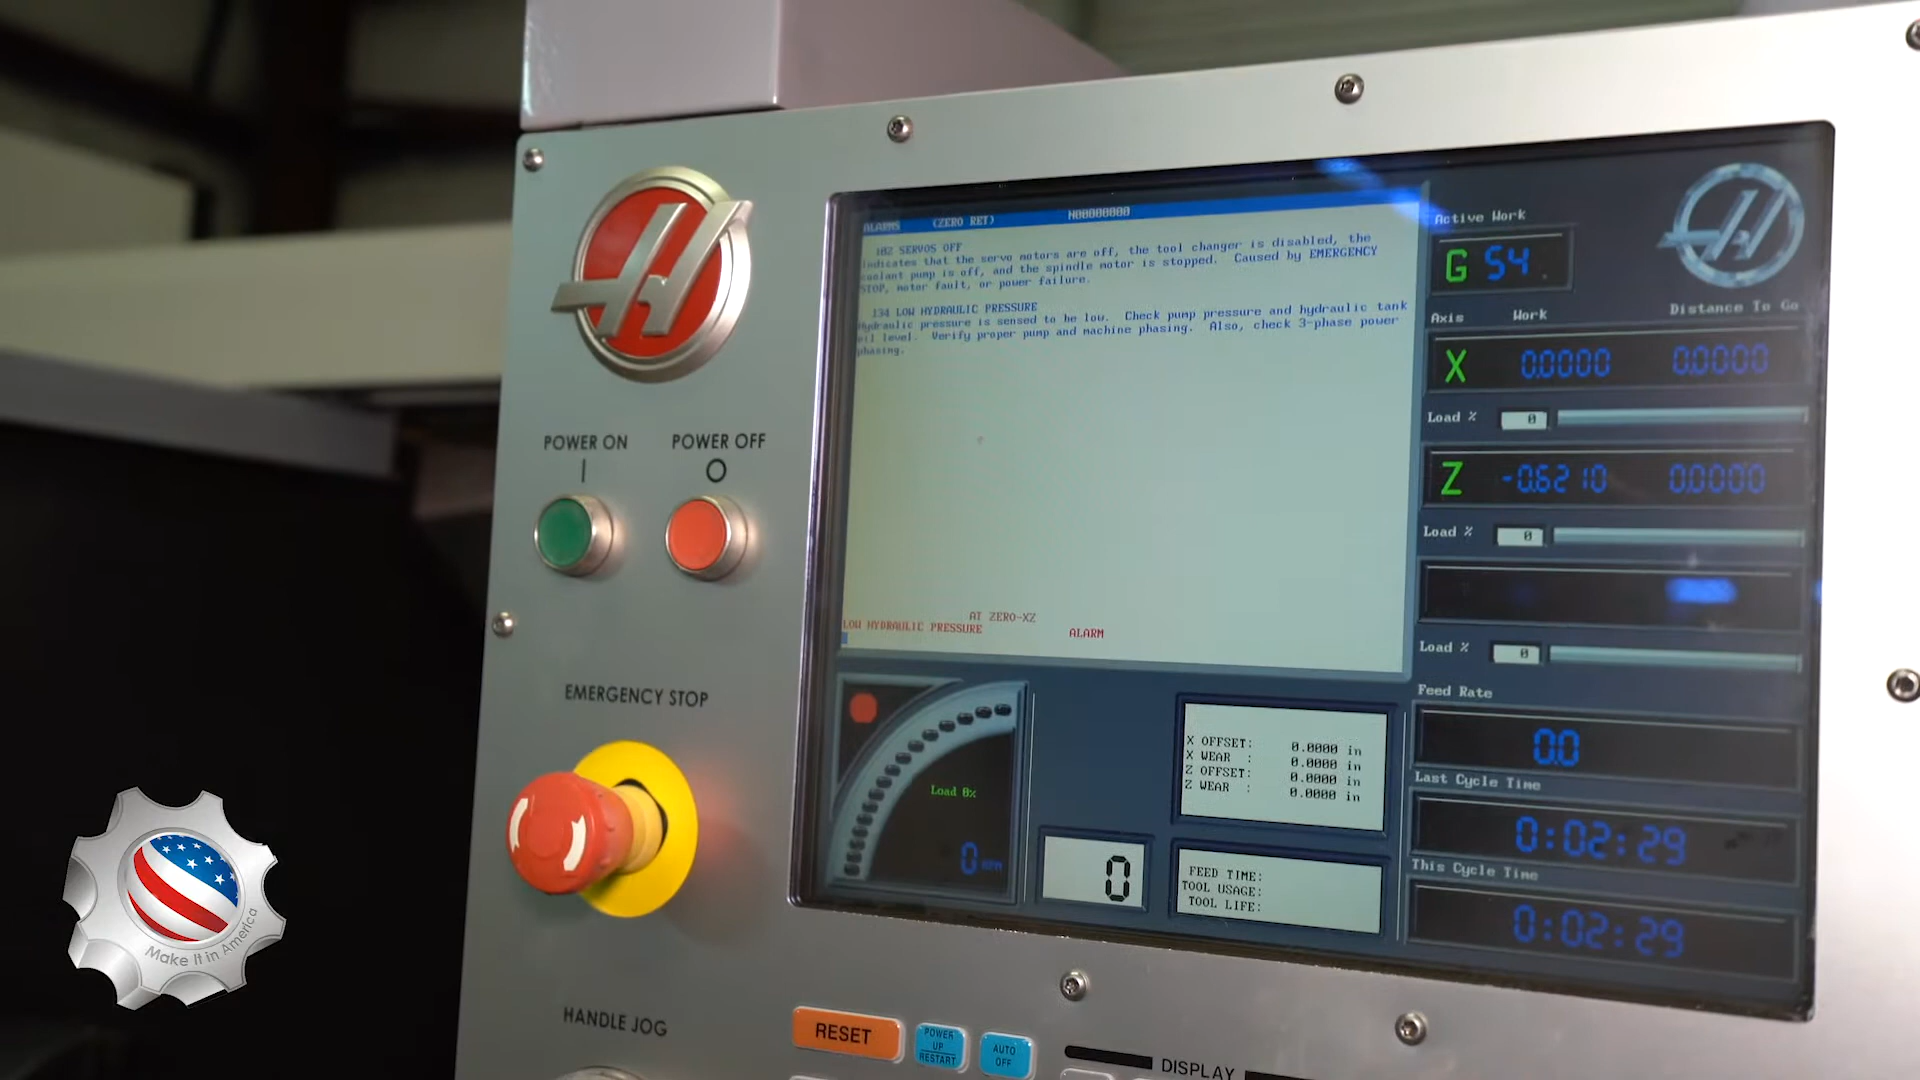 ALARMS (ZERO RET) N00000000
102 SERVOS OFF
Indicates that the servo motors are off, the tool changer is disabled, the
coolant pump is off, and the spindle motor is stopped. Caused by EMERGENCY
STOP, motor fault, or power failure.
134 LOW HYDRAULIC PRESSURE
Hydraulic pressure is sensed to be low. Check pump pressure and hydraulic tank
oil level. Verify proper pump and machine phasing. Also, check 3-phase power
phasing.
AT ZERO-XZ
LOW HYDRAULIC PRESSURE ALARM
Active Work
G 54
Axis Work Distance To Go
X 0.0000 0.0000
Load % 0
Z -0.6210 0.0000
Load % 0
Load % 0
Feed Rate
0.0
Last Cycle Time
0:02:29
This Cycle Time
0:02:29
Load 0%
0 RPM
0
X OFFSET: 0.0000 in
X WEAR : 0.0000 in
Z OFFSET: 0.0000 in
Z WEAR : 0.0000 in
FEED TIME:
TOOL USAGE:
TOOL LIFE:
POWER ON POWER OFF
EMERGENCY STOP
HANDLE JOG
RESET
POWER
UP
RESTART
AUTO
OFF
DISPLAY
Make It in America